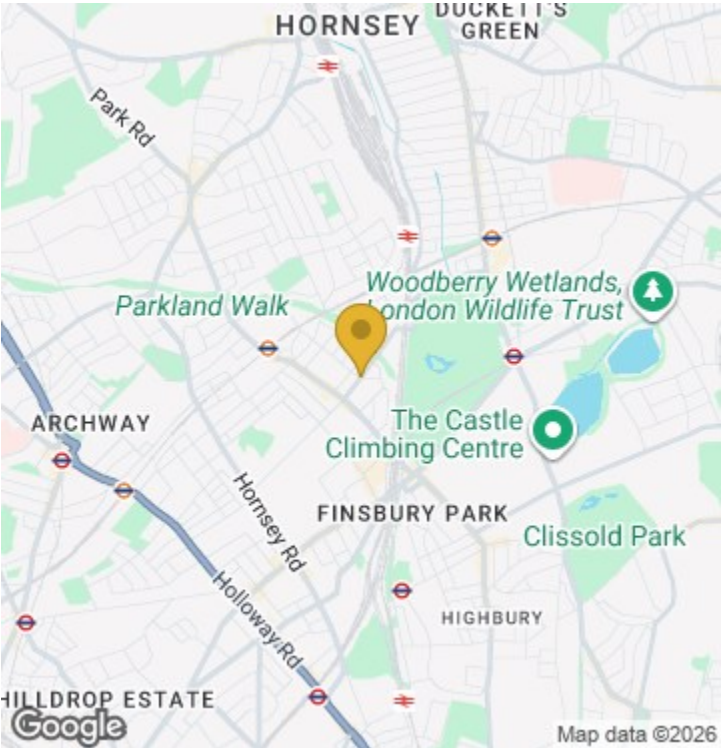 HORNSEY
DUCKETT'S
GREEN
Park Rd
Parkland Walk
Woodberry Wetlands,
London Wildlife Trust
ARCHWAY
The Castle
Climbing Centre
Hornsey Rd
FINSBURY PARK
Clissold Park
Holloway Rd
HIGHBURY
HILLDROP ESTATE
Google
Map data ©2026